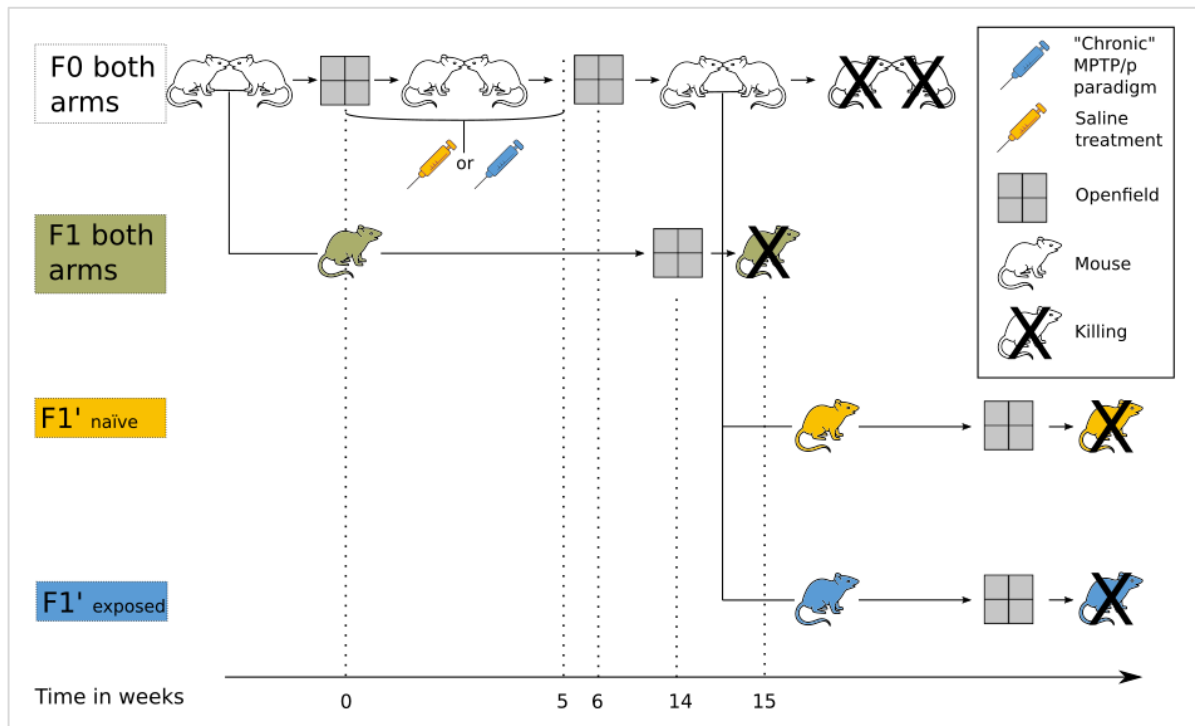 F0 both
arms
or
F1 both
arms
F1' naïve
F1' exposed
Time in weeks
0
5
6
14
15
"Chronic"
MPTP/p
paradigm
Saline
treatment
Openfield
Mouse
Killing